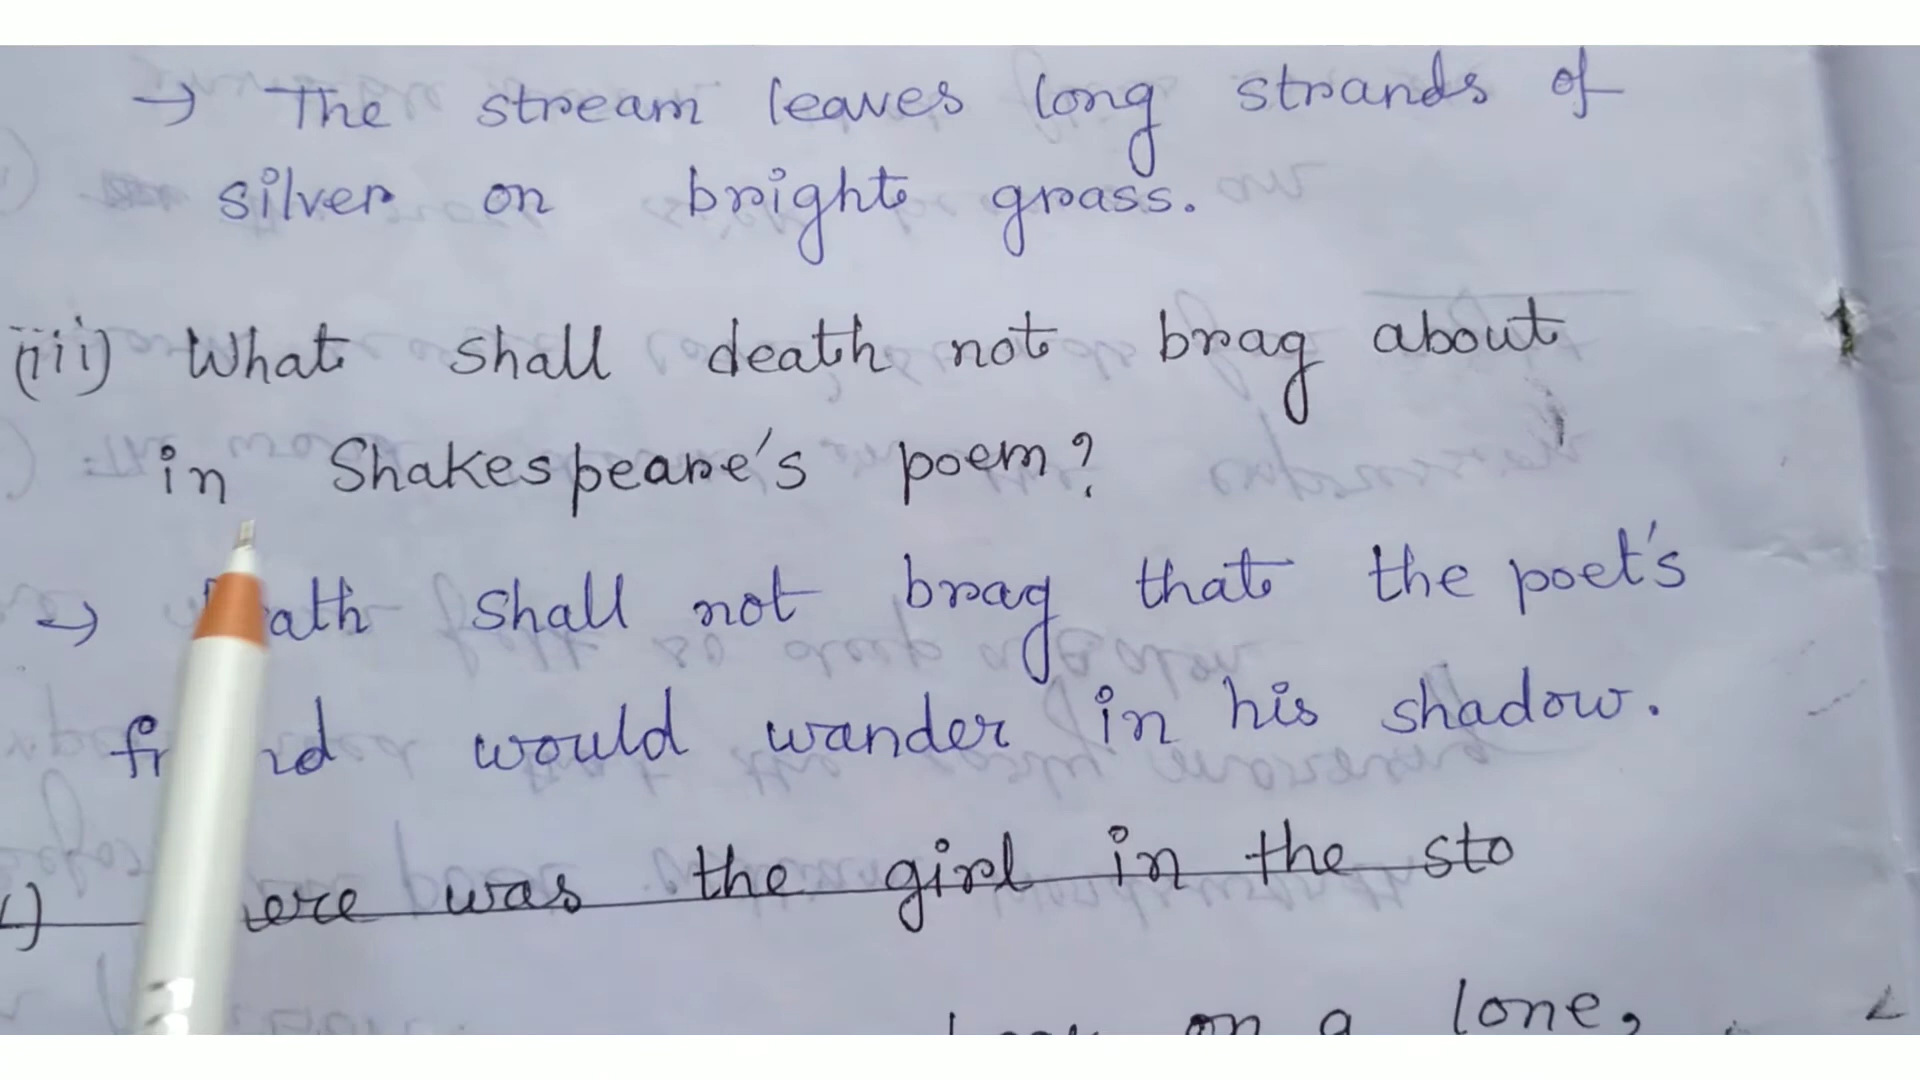 → The stream leaves long strands of
silver on bright grass.
(iii) What shall death not brag about
in Shakespeare's poem?
→ ath shall not brag that the poet's
fr nd would wander in his shadow.
ere was the girl in the sto
on a lone,